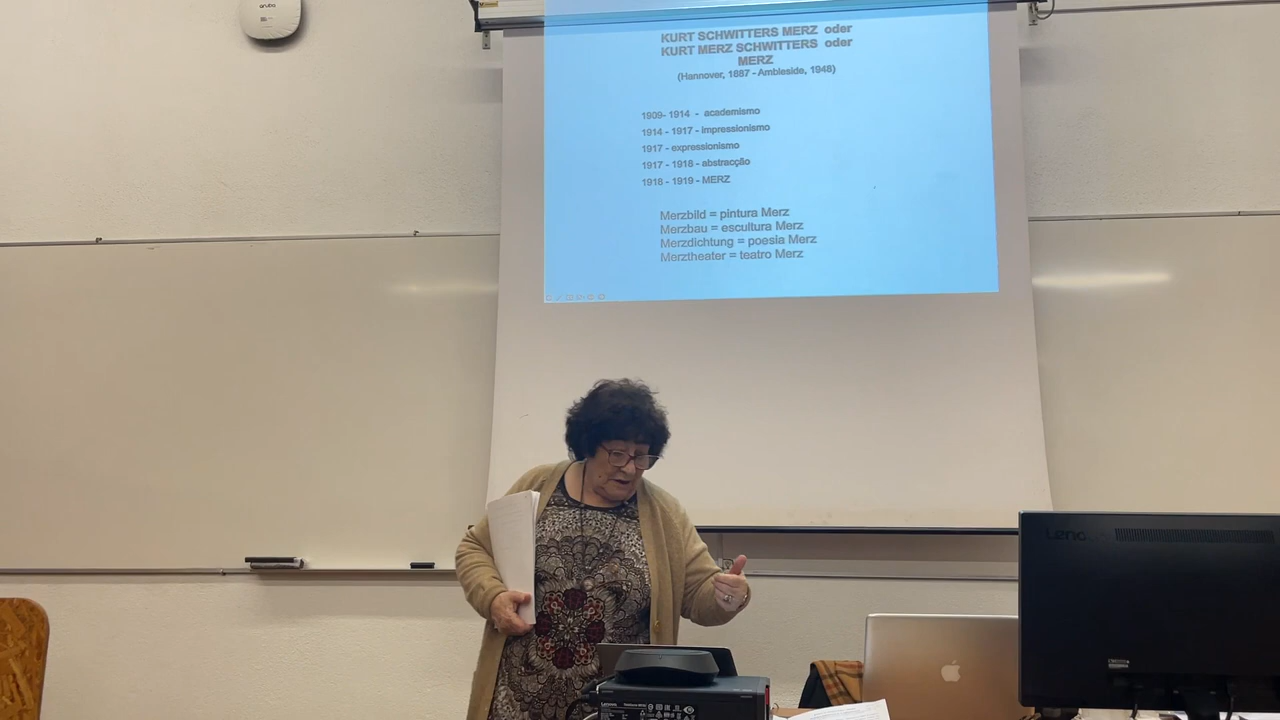 aruba
KURT SCHWITTERS MERZ oder
KURT MERZ SCHWITTERS oder
MERZ
(Hannover, 1887 - Ambleside, 1948)
1909- 1914 - academismo
1914 - 1917 - impressionismo
1917 - expressionismo
1917 - 1918 - abstracção
1918 - 1919 - MERZ
Merzbild = pintura Merz
Merzbau = escultura Merz
Merzdichtung = poesia Merz
Merztheater = teatro Merz
Lenovo